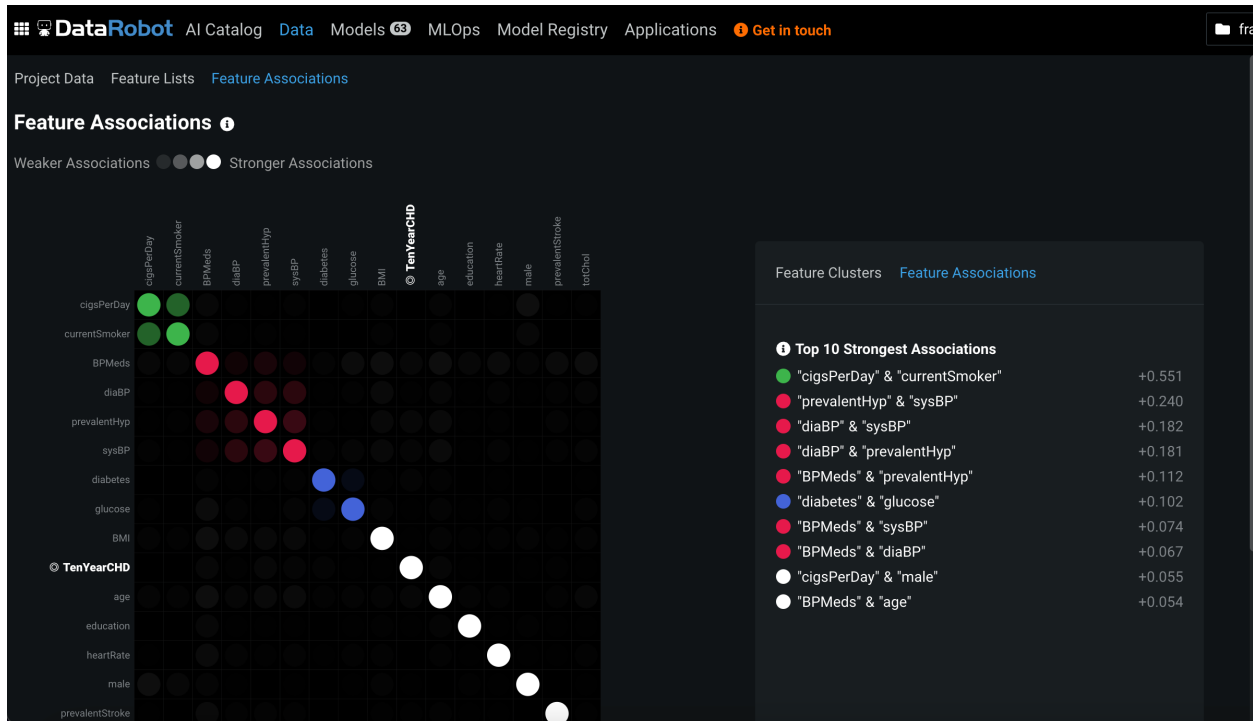 DataRobot AI Catalog Data Models 63 MLOps Model Registry Applications Get in touch fra
Project Data Feature Lists Feature Associations
Feature Associations
Weaker Associations Stronger Associations
cigsPerDay currentSmoker BPMeds diaBP prevalentHyp sysBP diabetes glucose BMI TenYearCHD age education heartRate male prevalentStroke totChol
cigsPerDay
currentSmoker
BPMeds
diaBP
prevalentHyp
sysBP
diabetes
glucose
BMI
TenYearCHD
age
education
heartRate
male
prevalentStroke
Feature Clusters Feature Associations
Top 10 Strongest Associations
"cigsPerDay" & "currentSmoker" +0.551
"prevalentHyp" & "sysBP" +0.240
"diaBP" & "sysBP" +0.182
"diaBP" & "prevalentHyp" +0.181
"BPMeds" & "prevalentHyp" +0.112
"diabetes" & "glucose" +0.102
"BPMeds" & "sysBP" +0.074
"BPMeds" & "diaBP" +0.067
"cigsPerDay" & "male" +0.055
"BPMeds" & "age" +0.054